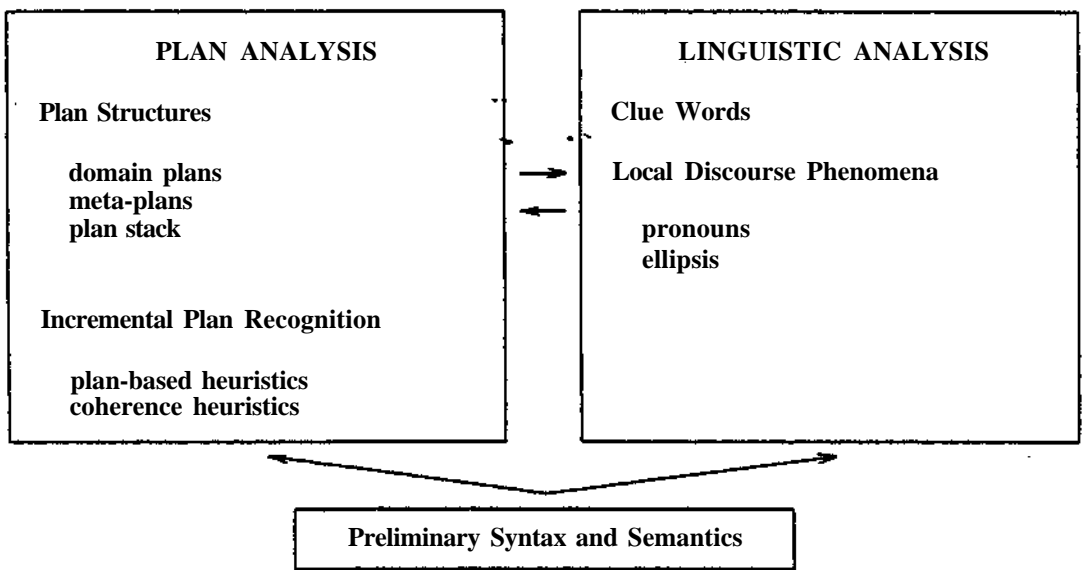 PLAN ANALYSIS
Plan Structures
domain plans
meta-plans
plan stack
Incremental Plan Recognition
plan-based heuristics
coherence heuristics
LINGUISTIC ANALYSIS
Clue Words
Local Discourse Phenomena
pronouns
ellipsis
Preliminary Syntax and Semantics